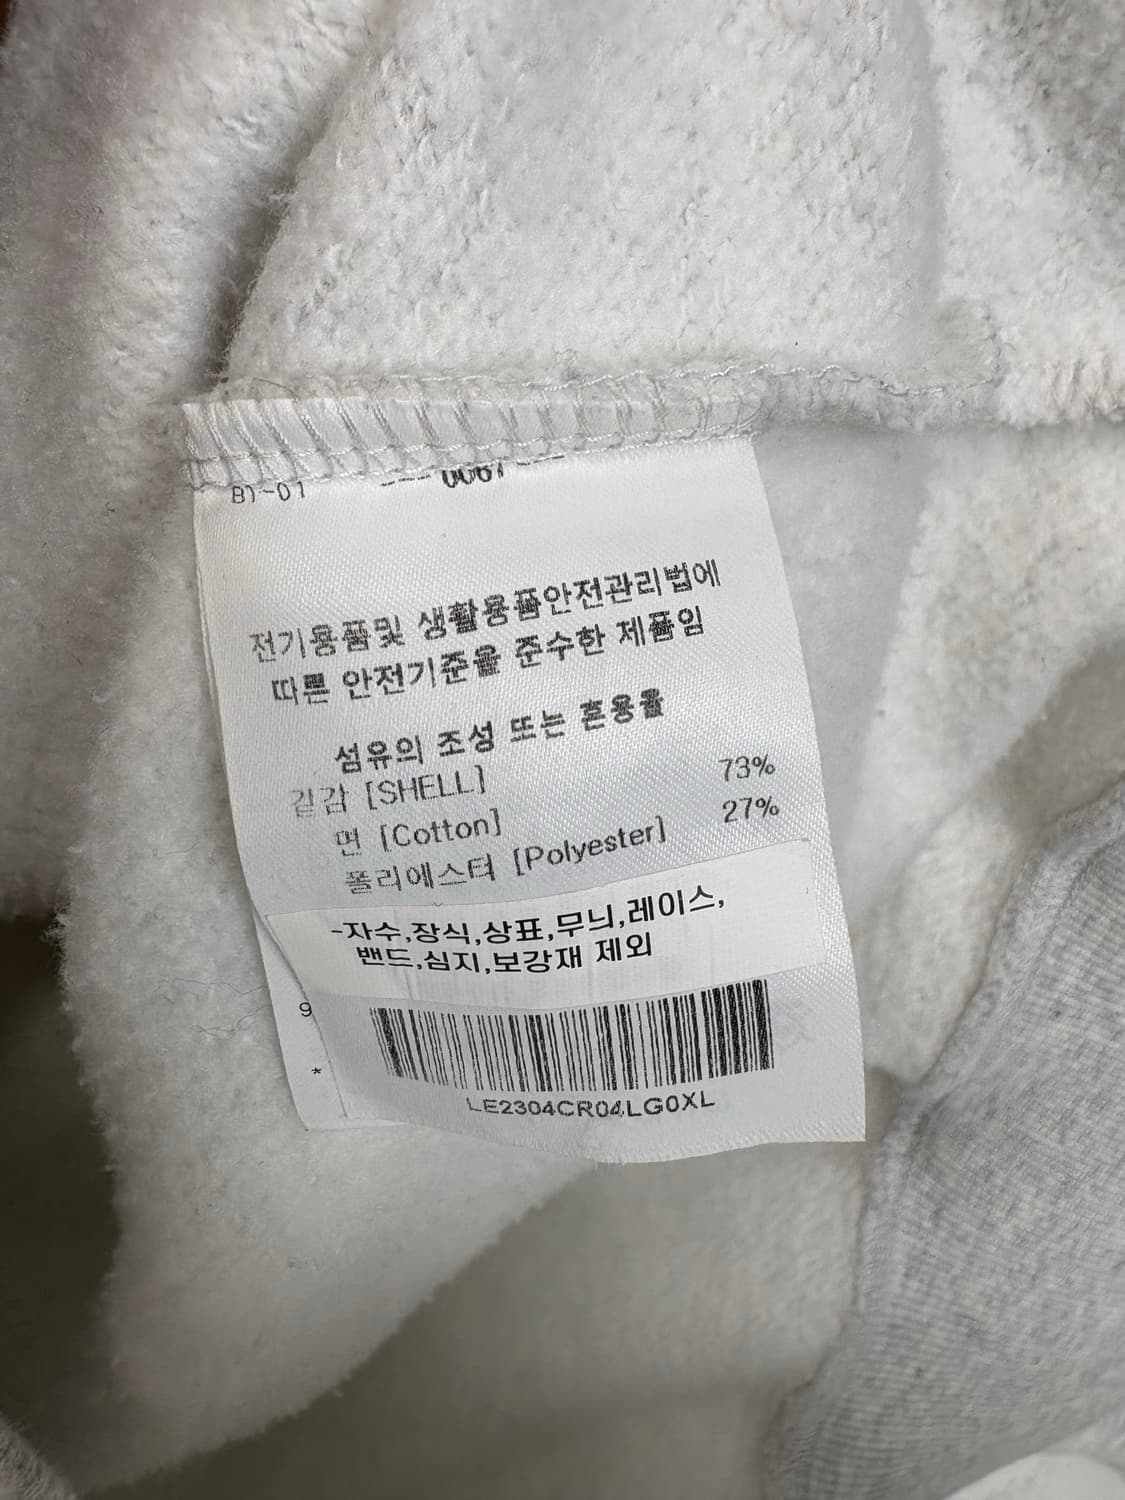 B1-01
전기용품및 생활용품안전관리법에
따른 안전기준을 준수한 제품임
섬유의 조성 또는 혼용율
겉감 [SHELL]
면 [Cotton] 73%
폴리에스터 [Polyester] 27%
-자수,장식,상표,무늬,레이스,
밴드,심지,보강재 제외
9
*
LE2304CR04LG0XL